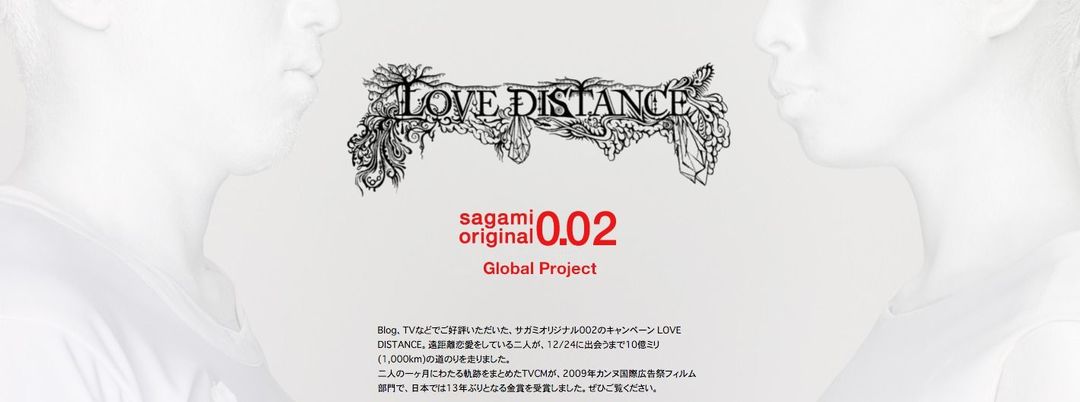 LOVE DISTANCE
sagami
original 0.02
Global Project
Blog、TVなどでご好評いただいた、サガミオリジナル002のキャンペーン LOVE
DISTANCE。遠距離恋愛をしている二人が、12/24に出会うまで10億ミリ
(1,000km)の道のりを走りました。
二人の一ヶ月にわたる軌跡をまとめたTVCMが、2009年カンヌ国際広告祭フィルム
部門で、日本では13年ぶりとなる金賞を受賞しました。ぜひご覧ください。